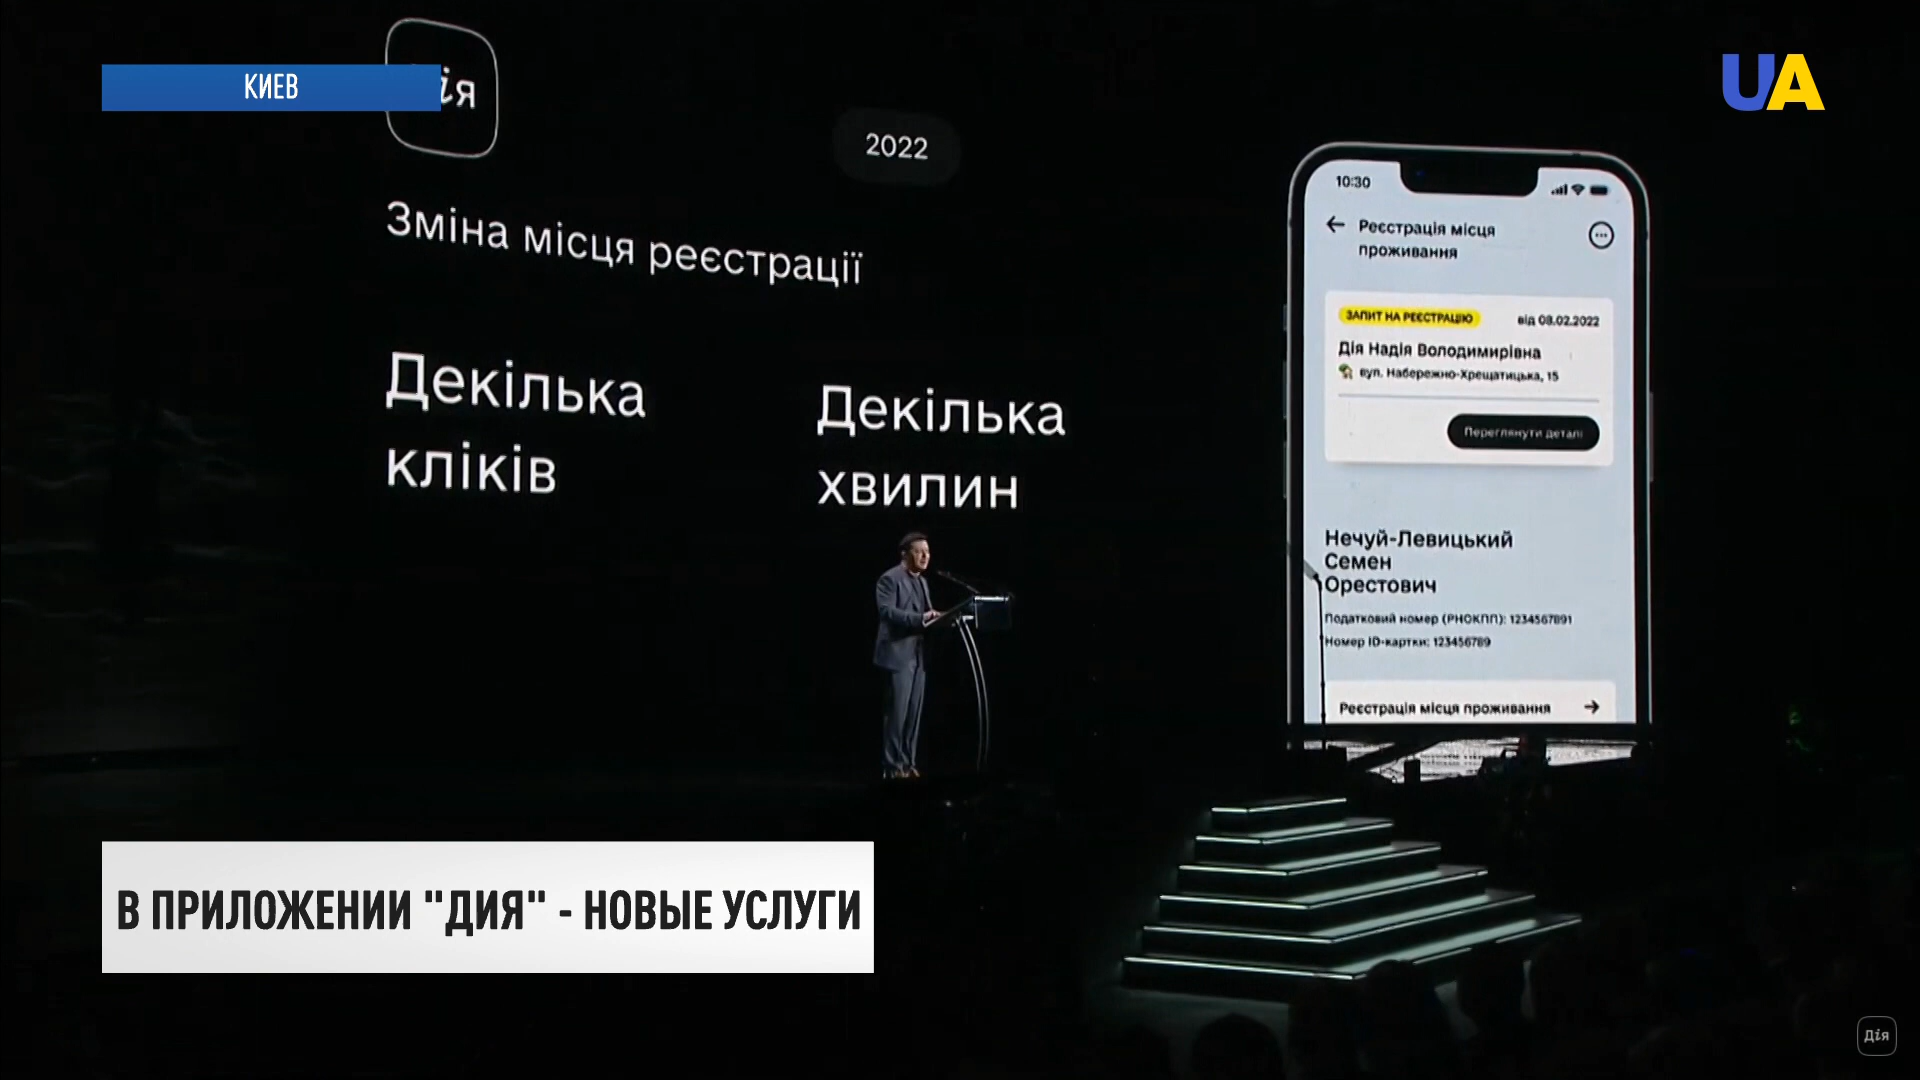 КИЕВ
ія
UA
2022
Зміна місця реєстрації
Декілька
кліків
Декілька
хвилин
10:30
Реєстрація місця
проживання
ЗАПИТ НА РЕЄСТРАЦІЮ
від 08.02.2022
Дія Надія Володимирівна
вул. Набережно-Хрещатицька, 15
Переглянути деталі
Нечуй-Левицький
Семен
Орестович
Податковий номер (РНОКПП): 1234567891
Номер ID-картки: 123456789
Реєстрація місця проживання
В ПРИЛОЖЕНИИ "ДИЯ" - НОВЫЕ УСЛУГИ
Дія